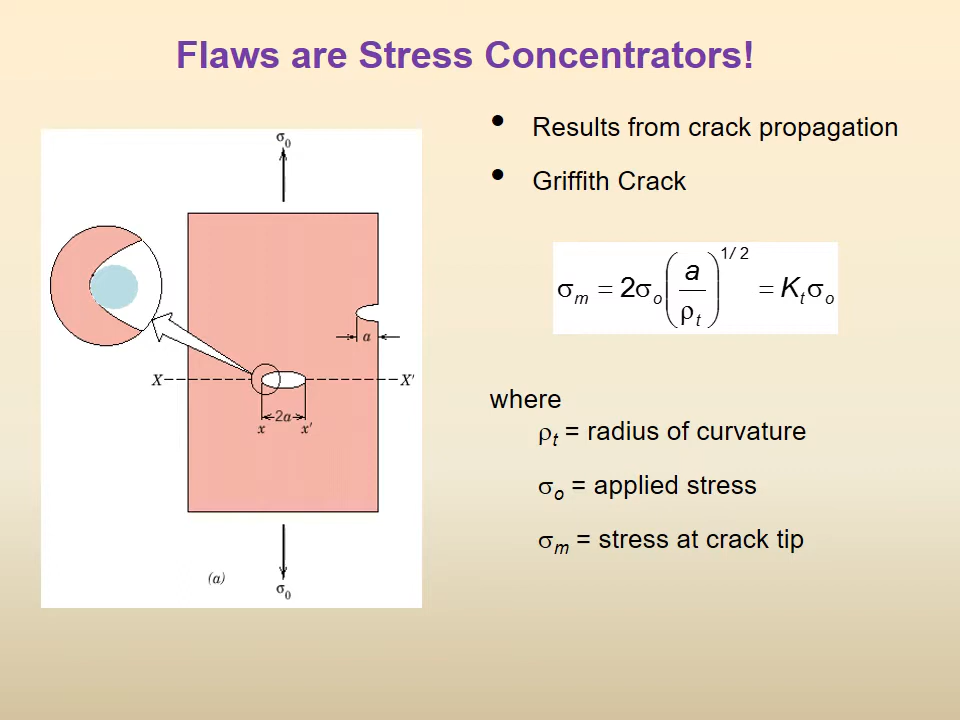 Flaws are Stress Concentrators!
σ0
a
X
X'
2a
x
x'
(a)
σ0
• Results from crack propagation
• Griffith Crack
σm = 2σo (a/ρt)^1/2 = Ktσo
where
ρt = radius of curvature
σo = applied stress
σm = stress at crack tip